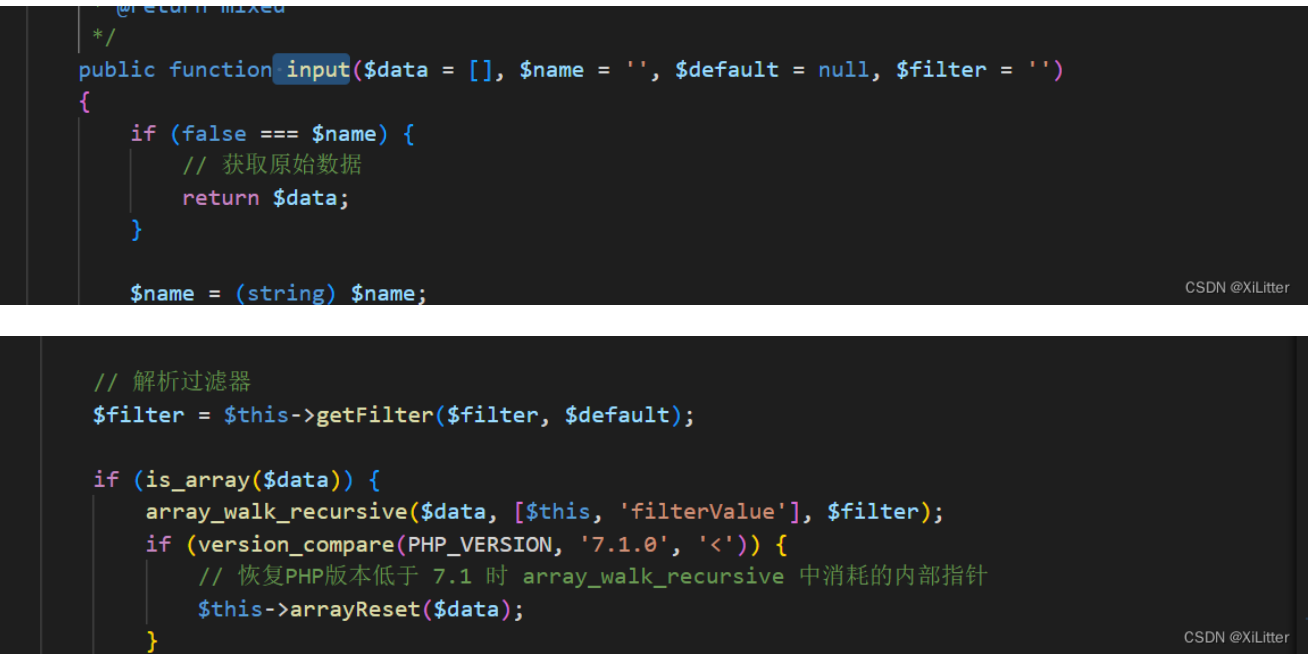 * @return mixed
*/
public function input($data = [], $name = '', $default = null, $filter = '')
{
if (false === $name) {
// 获取原始数据
return $data;
}
$name = (string) $name;
CSDN @XiLitter
// 解析过滤器
$filter = $this->getFilter($filter, $default);
if (is_array($data)) {
array_walk_recursive($data, [$this, 'filterValue'], $filter);
if (version_compare(PHP_VERSION, '7.1.0', '<')) {
// 恢复PHP版本低于 7.1 时 array_walk_recursive 中消耗的内部指针
$this->arrayReset($data);
}
CSDN @XiLitter